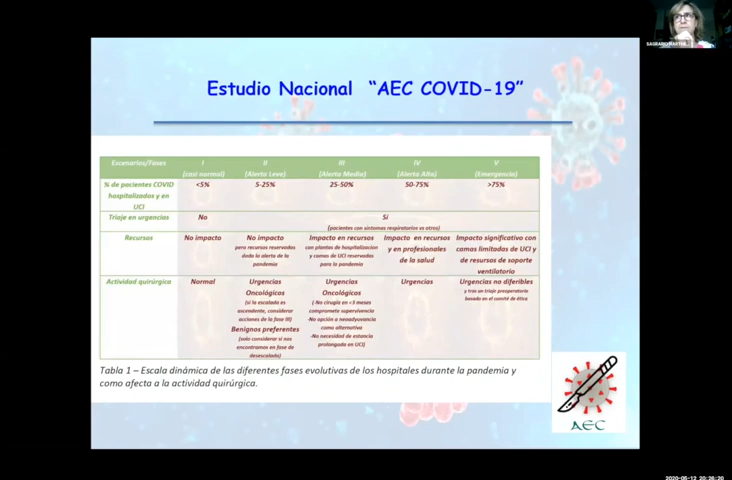 Estudio Nacional "AEC COVID-19"
Escenarios/Fases I II III IV V
(casi normal) (Alerta Leve) (Alerta Media) (Alerta Alta) (Emergencia)
% de pacientes COVID hospitalizados y en UCI <5% 5-25% 25-50% 50-75% >75%
Triaje en urgencias No Sí
(pacientes con síntomas respiratorios vs otros)
Recursos
No impacto
No impacto
pero recursos reservados
dada la alerta de la
pandemia
Impacto en recursos
con plantas de hospitalizacion
y camas de UCI reservadas
para la pandemia
Impacto en recursos
y en profesionales
de la salud
Impacto significativo con
camas limitadas de UCI y
de recursos de soporte
ventilatorio
Actividad quirúrgica
Normal
Urgencias
Oncológicos
(si la escalada es
ascendente, considerar
acciones de la fase III)
Benignos preferentes
(solo considerar si nos
encontramos en fase de
desescalada)
Urgencias
Oncológicos
(-No cirugía en <3 meses
compromete supervivencia
-No opción a neoadyuvancia
como alternativa
-No necesidad de estancia
prolongada en UCI)
Urgencias
Urgencias no diferibles
y tras un triaje preoperatorio
basado en el comité de ética
Tabla 1 – Escala dinámica de las diferentes fases evolutivas de los hospitales durante la pandemia y
como afecta a la actividad quirúrgica.
AEC
2020-05-12 20:26:20